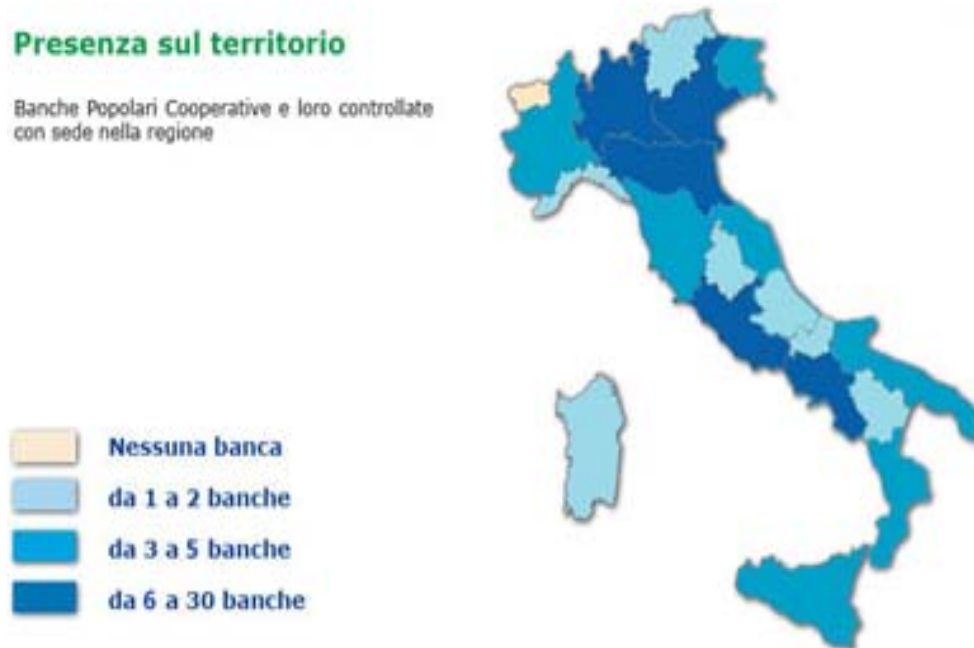 Presenza sul territorio
Banche Popolari Cooperative e loro controllate
con sede nella regione
Nessuna banca
da 1 a 2 banche
da 3 a 5 banche
da 6 a 30 banche